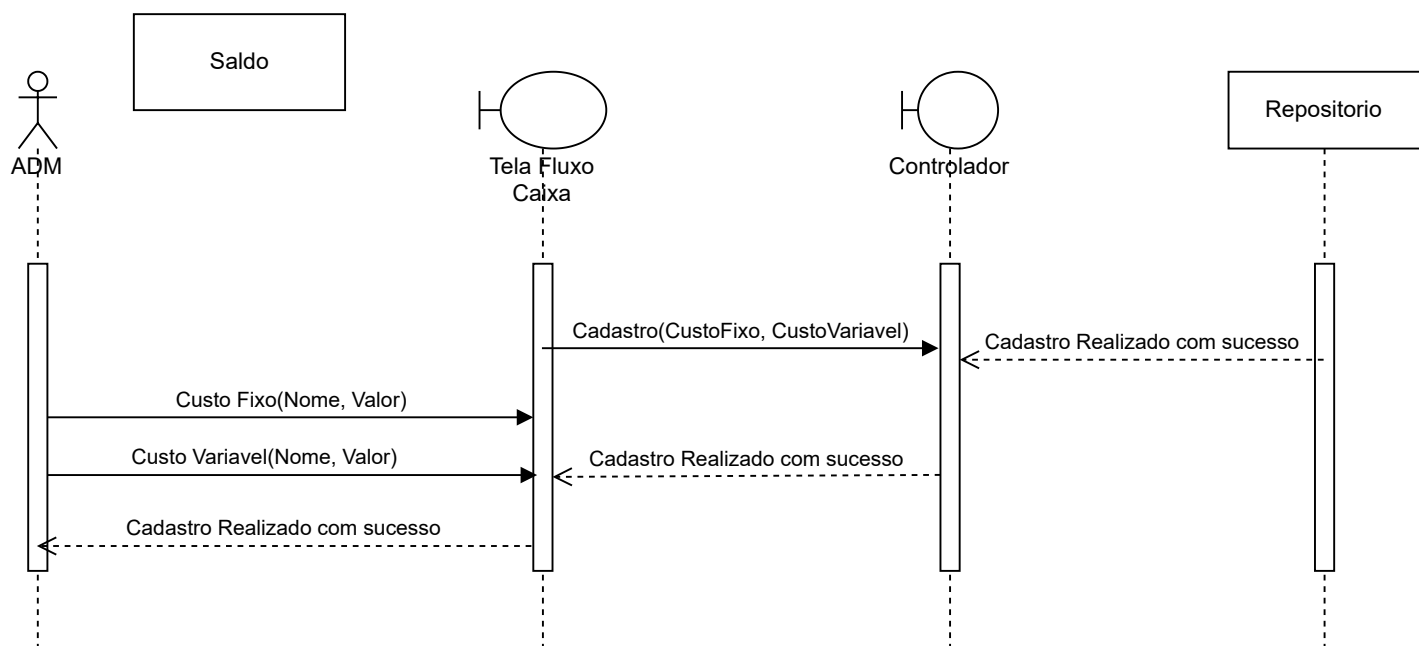 Saldo
Repositorio
ADM
Tela Fluxo
Caixa
Controlador
Cadastro(CustoFixo, CustoVariavel)
Cadastro Realizado com sucesso
Custo Fixo(Nome, Valor)
Custo Variavel(Nome, Valor)
Cadastro Realizado com sucesso
Cadastro Realizado com sucesso